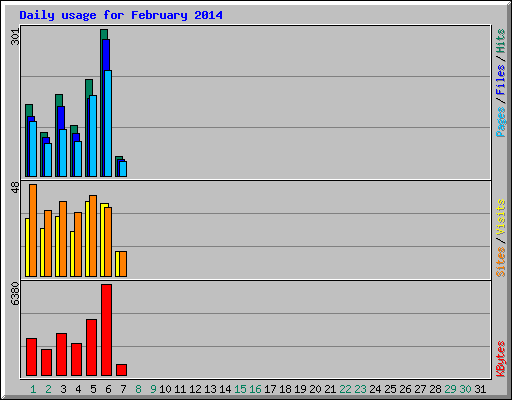 Daily usage for February 2014
301
48
6380
Pages / Files / Hits
Sites / Visits
KBytes
1 2 3 4 5 6 7 8 9 10 11 12 13 14 15 16 17 18 19 20 21 22 23 24 25 26 27 28 29 30 31